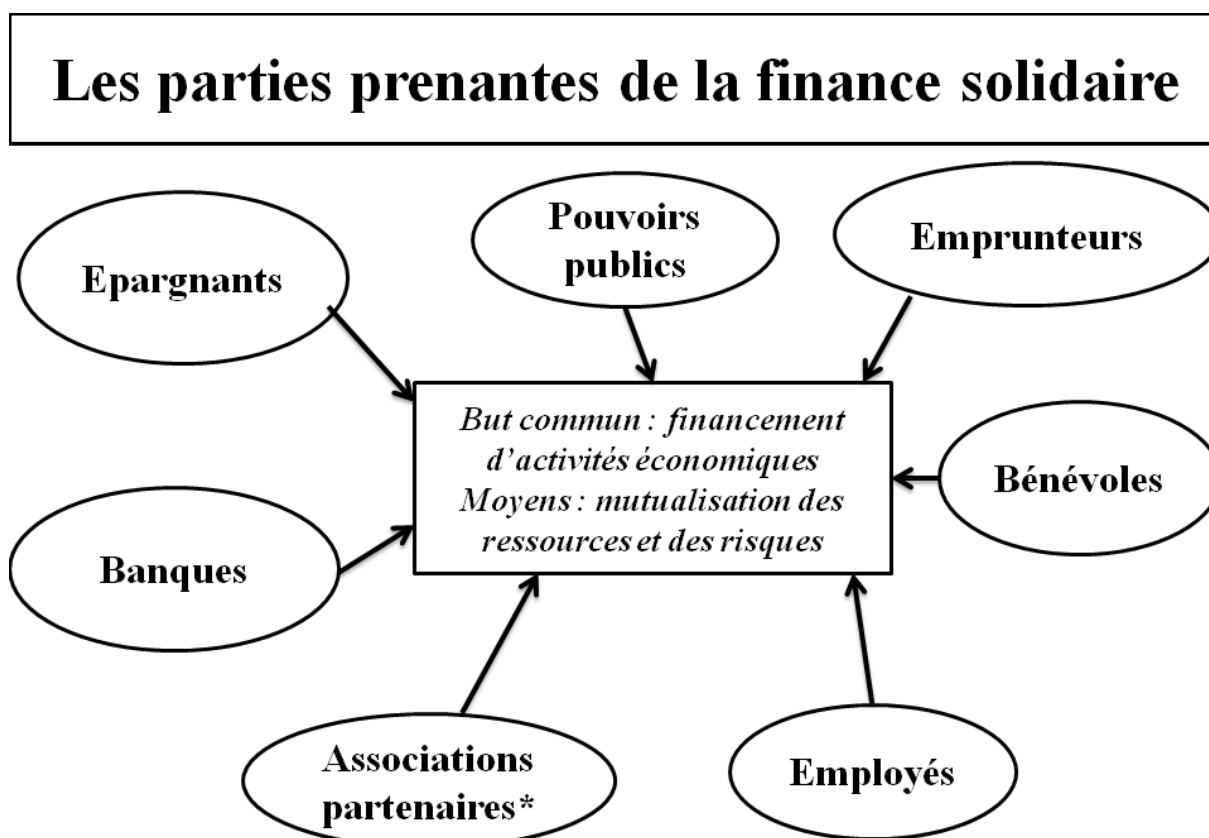 Les parties prenantes de la finance solidaire
Pouvoirs
publics
Emprunteurs
Epargnants
But commun : financement
d’activités économiques
Moyens : mutualisation des
ressources et des risques
Bénévoles
Banques
Associations
partenaires*
Employés